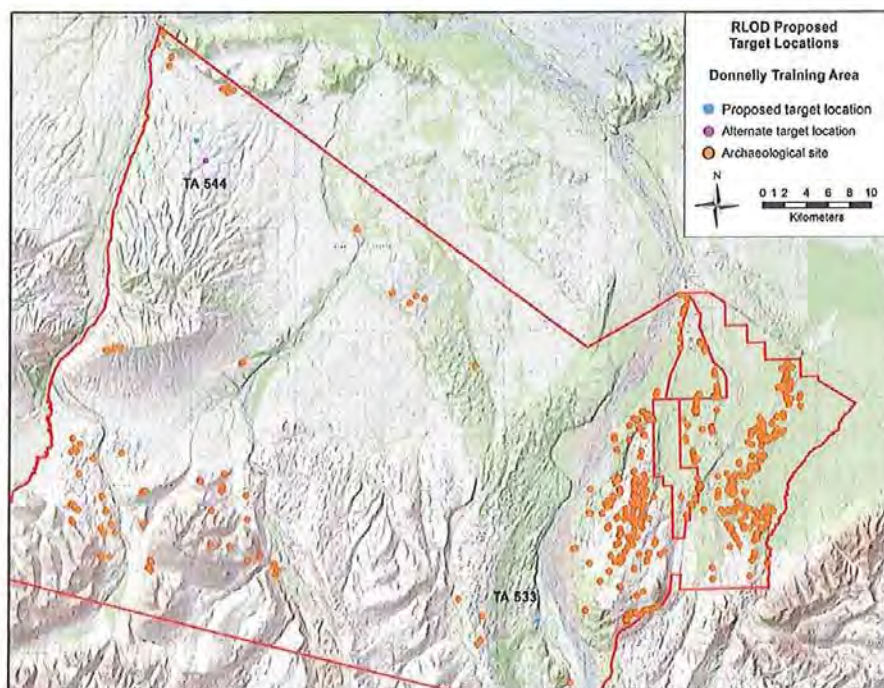 RLOD Proposed
Target Locations
Donnelly Training Area
Proposed target location
Alternate target location
Archaeological site
N
0 1 2 4 6 8 10
Kilometers
TA 544
TA 533